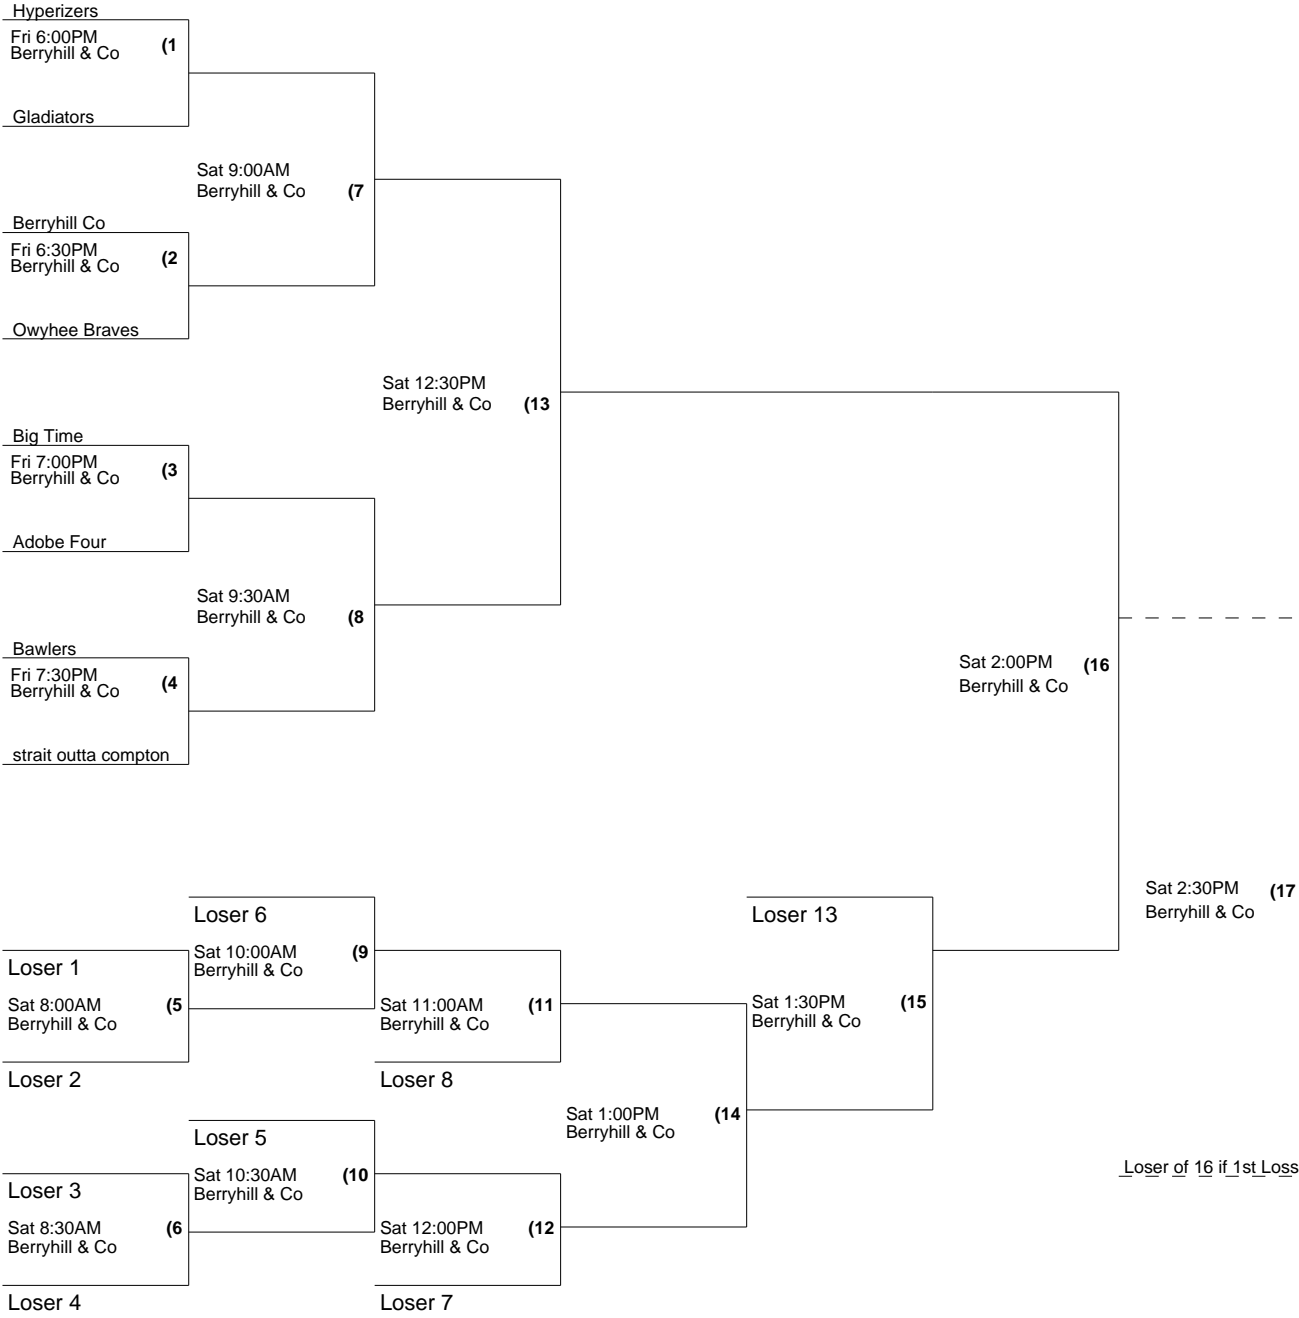 Hyperizers
Fri 6:00PM
Berryhill & Co (1
Gladiators
Sat 9:00AM
Berryhill & Co (7
Berryhill Co
Fri 6:30PM
Berryhill & Co (2
Owyhee Braves
Sat 12:30PM
Berryhill & Co (13
Big Time
Fri 7:00PM
Berryhill & Co (3
Adobe Four
Sat 9:30AM
Berryhill & Co (8
Bawlers
Fri 7:30PM
Berryhill & Co (4
strait outta compton
Sat 2:00PM (16
Berryhill & Co
Sat 2:30PM (17
Berryhill & Co
Loser 6
Sat 10:00AM (9
Berryhill & Co
Loser 1
Sat 8:00AM (5
Berryhill & Co
Loser 2
Sat 11:00AM (11
Berryhill & Co
Loser 8
Loser 13
Sat 1:30PM (15
Berryhill & Co
Sat 1:00PM (14
Berryhill & Co
Loser 5
Sat 10:30AM (10
Berryhill & Co
Loser 3
Sat 8:30AM (6
Berryhill & Co
Loser 4
Sat 12:00PM (12
Berryhill & Co
Loser 7
Loser of 16 if 1st Loss